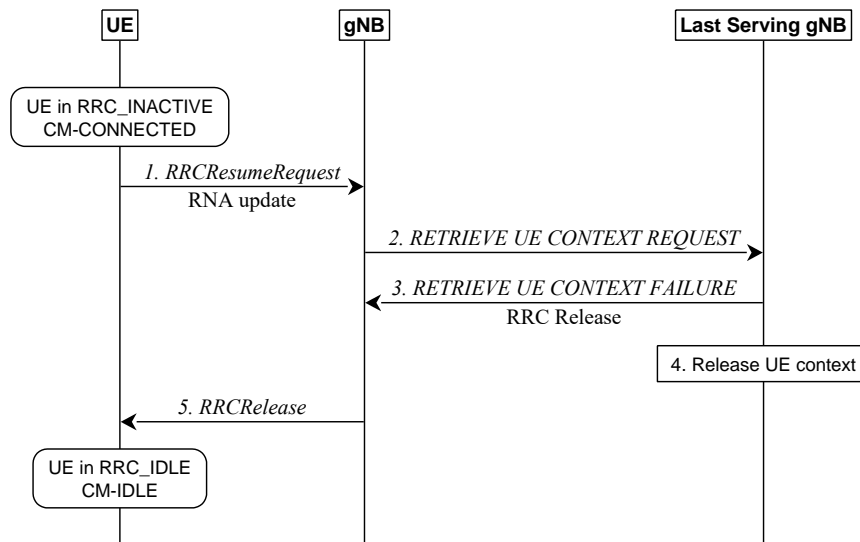 UE
gNB
Last Serving gNB
UE in RRC_INACTIVE
CM-CONNECTED
1. RRCResumeRequest
RNA update
2. RETRIEVE UE CONTEXT REQUEST
3. RETRIEVE UE CONTEXT FAILURE
RRC Release
4. Release UE context
5. RRCRelease
UE in RRC_IDLE
CM-IDLE